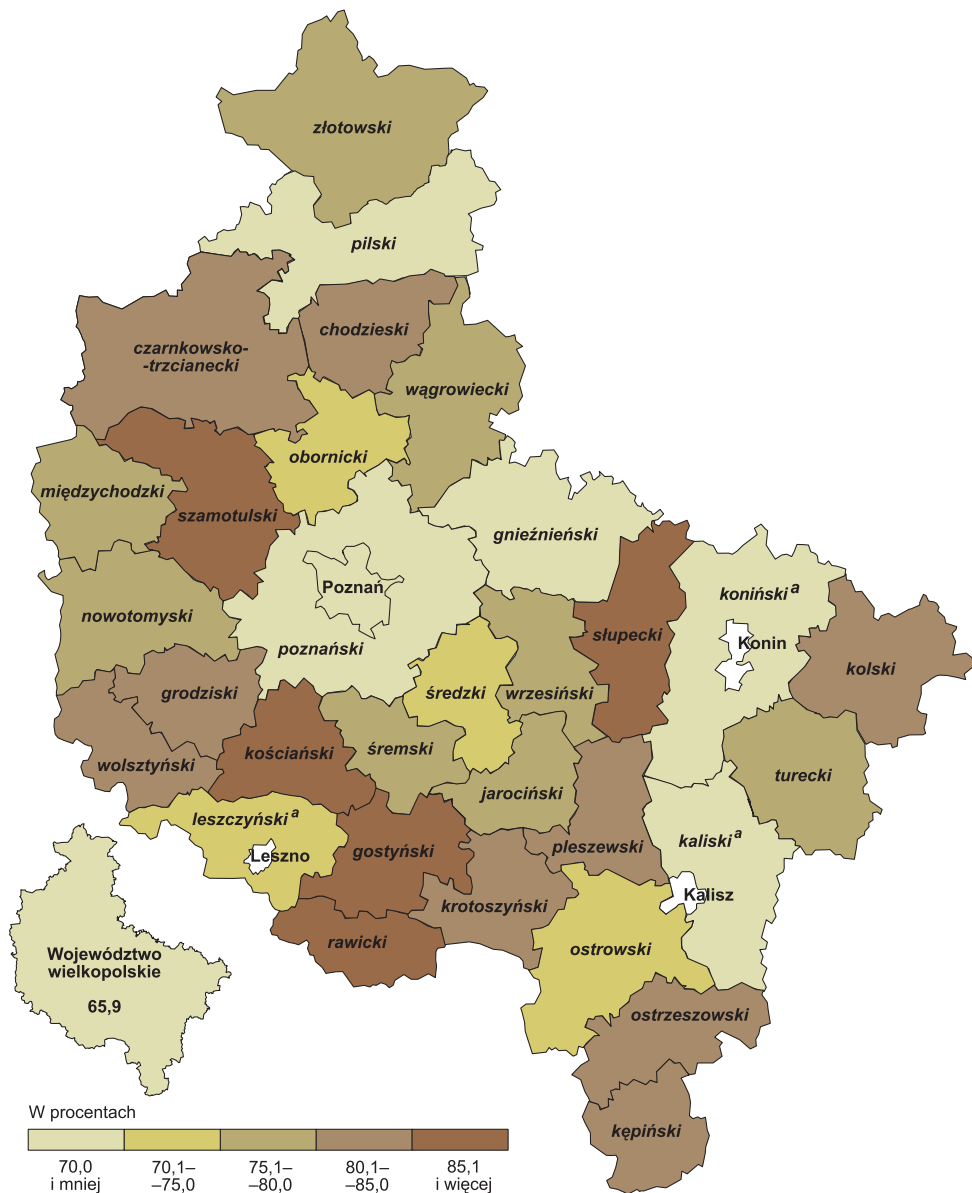 złotowski
pilski
chodzieski
czarnkowsko-
-trzcianecki
wągrowiecki
obornicki
międzychodzki
szamotulski
gnieźnieński
Poznań
koniński a
nowotomyski
słupecki
Konin
poznański
kolski
grodziski
średzki
wrzesiński
kościański
śremski
wolsztyński
turecki
jarociński
leszczyński a
kaliski a
Leszno
gostyński
pleszewski
Kalisz
krotoszyński
rawicki
ostrowski
Województwo
wielkopolskie
65,9
ostrzeszowski
kępiński
W procentach
70,0
i mniej
70,1–
–75,0
75,1–
–80,0
80,1–
–85,0
85,1
i więcej